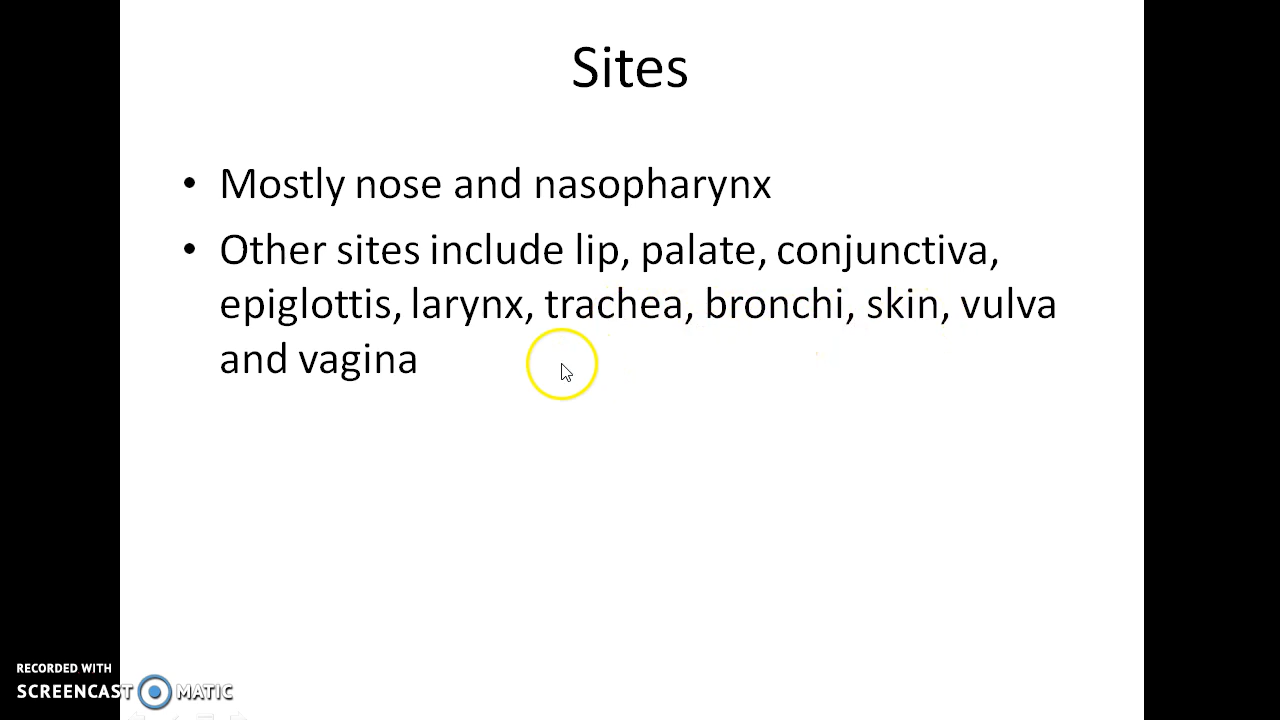 Sites
• Mostly nose and nasopharynx
• Other sites include lip, palate, conjunctiva,
epiglottis, larynx, trachea, bronchi, skin, vulva
and vagina
RECORDED WITH
SCREENCAST MATIC